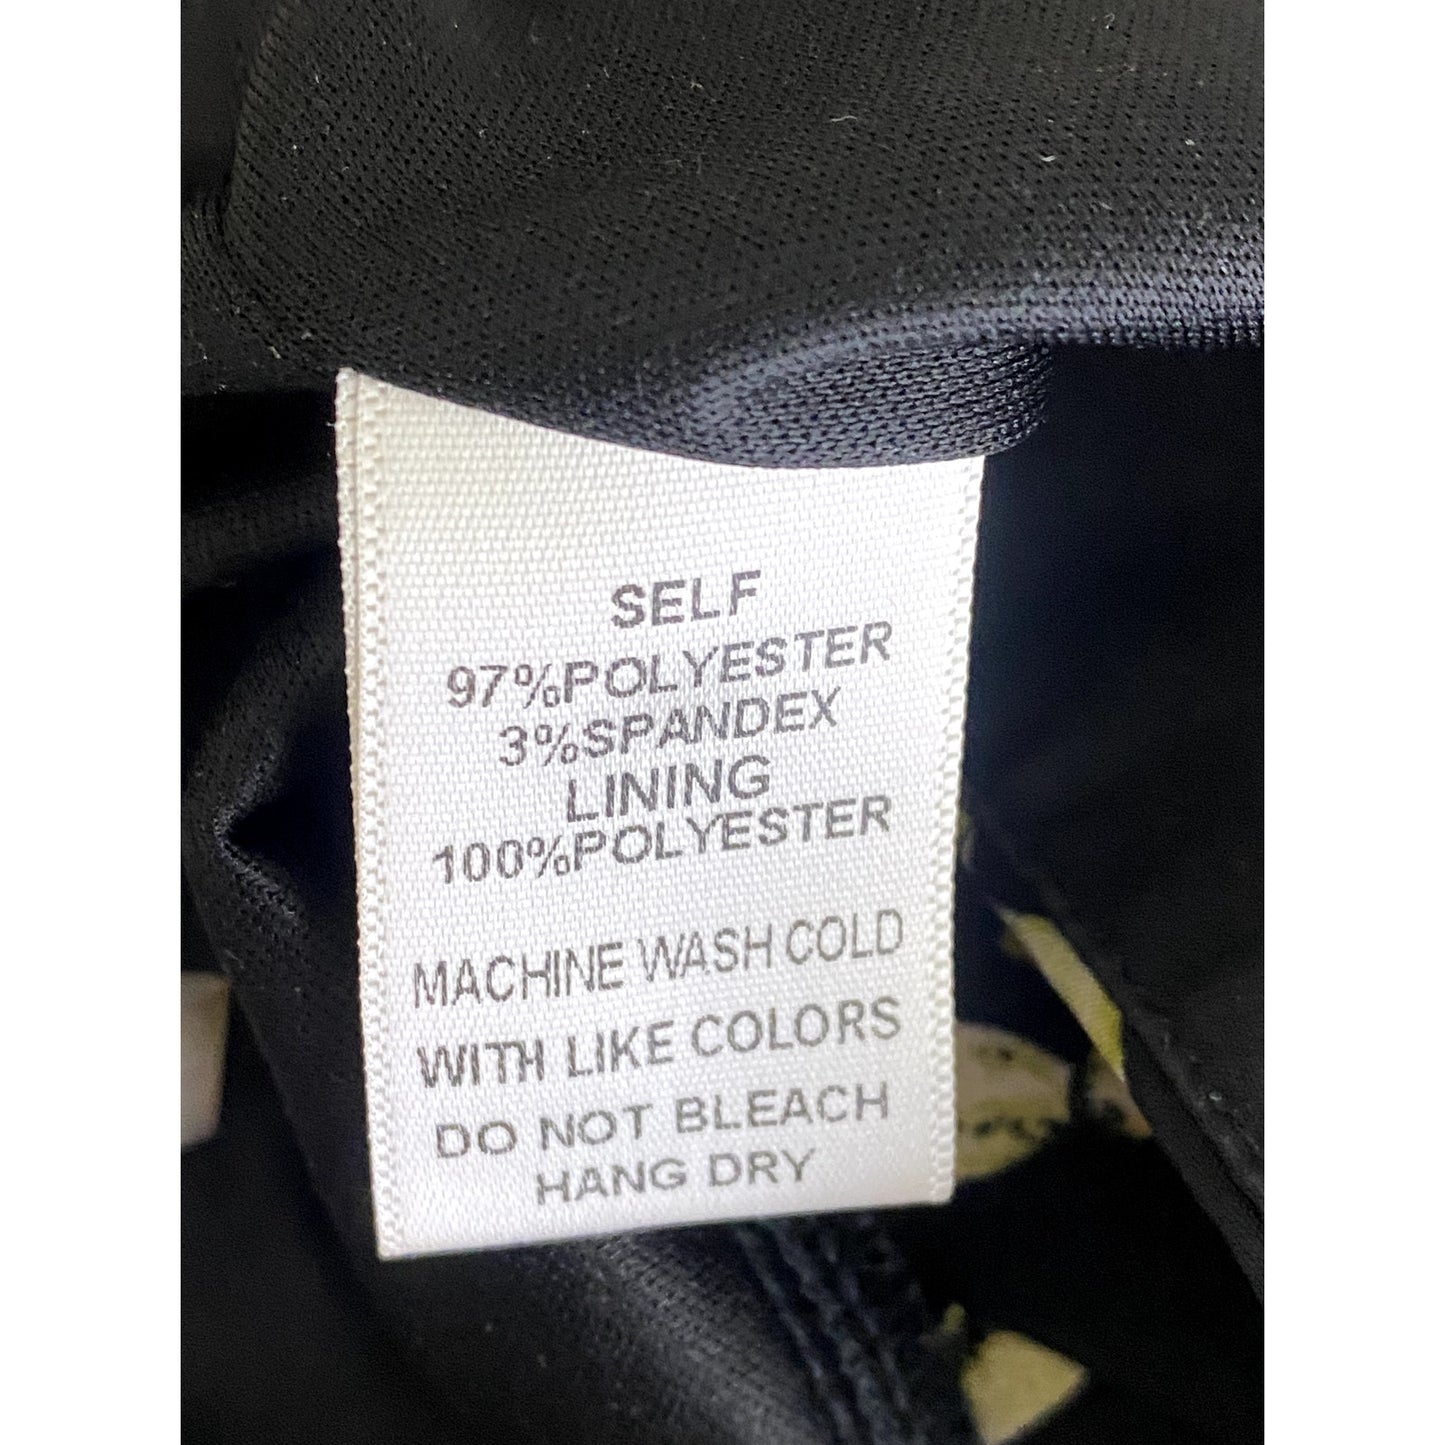 SELF
97%POLYESTER
3%SPANDEX
LINING
100%POLYESTER
MACHINE WASH COLD
WITH LIKE COLORS
DO NOT BLEACH
HANG DRY